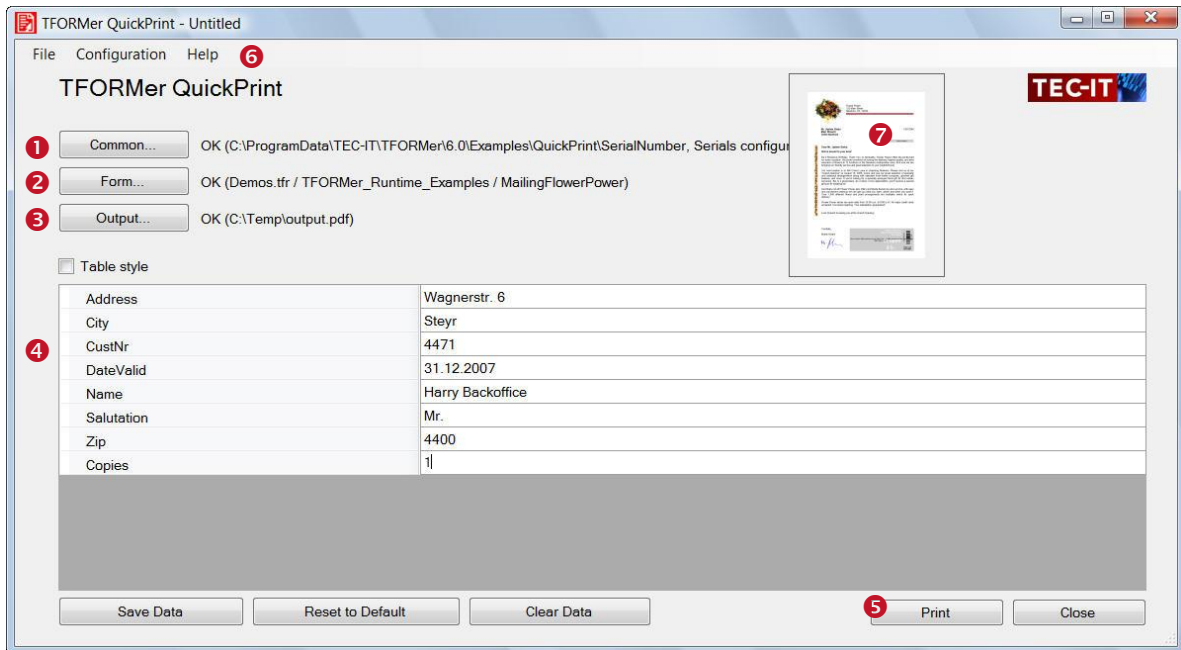 TFORMer QuickPrint - Untitled
File Configuration Help 6
TFORMer QuickPrint
TEC-IT
7
1 Common... OK (C:\ProgramData\TEC-IT\TFORMer\6.0\Examples\QuickPrint\SerialNumber, Serials configur
2 Form... OK (Demos.tfr / TFORMer_Runtime_Examples / MailingFlowerPower)
3 Output... OK (C:\Temp\output.pdf)
Table style
Address Wagnerstr. 6
City Steyr
4 CustNr 4471
DateValid 31.12.2007
Name Harry Backoffice
Salutation Mr.
Zip 4400
Copies 1
Save Data Reset to Default Clear Data 5 Print Close